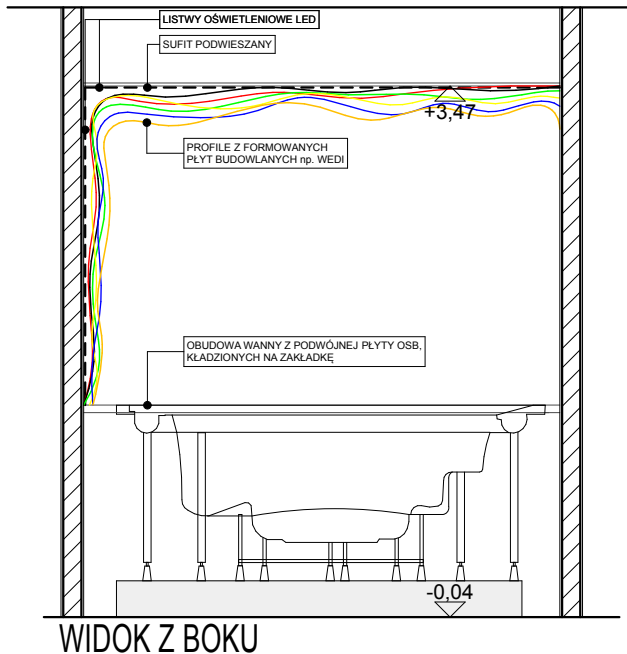 LISTWY OŚWIETLENIOWE LED
SUFIT PODWIESZANY
+3,47
PROFILE Z FORMOWANYCH
PŁYT BUDOWLANYCH np. WEDI
OBUDOWA WANNY Z PODWÓJNEJ PŁYTY OSB,
KŁADZIONYCH NA ZAKŁADKĘ
-0,04
WIDOK Z BOKU